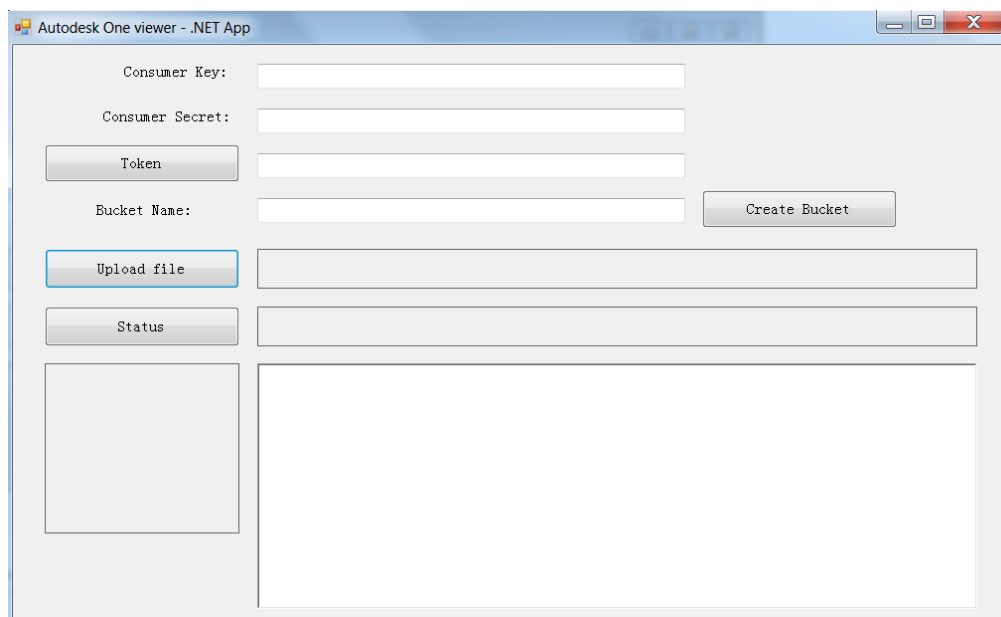 Autodesk One viewer - .NET App
Consumer Key:
Consumer Secret:
Token
Bucket Name:
Create Bucket
Upload file
Status